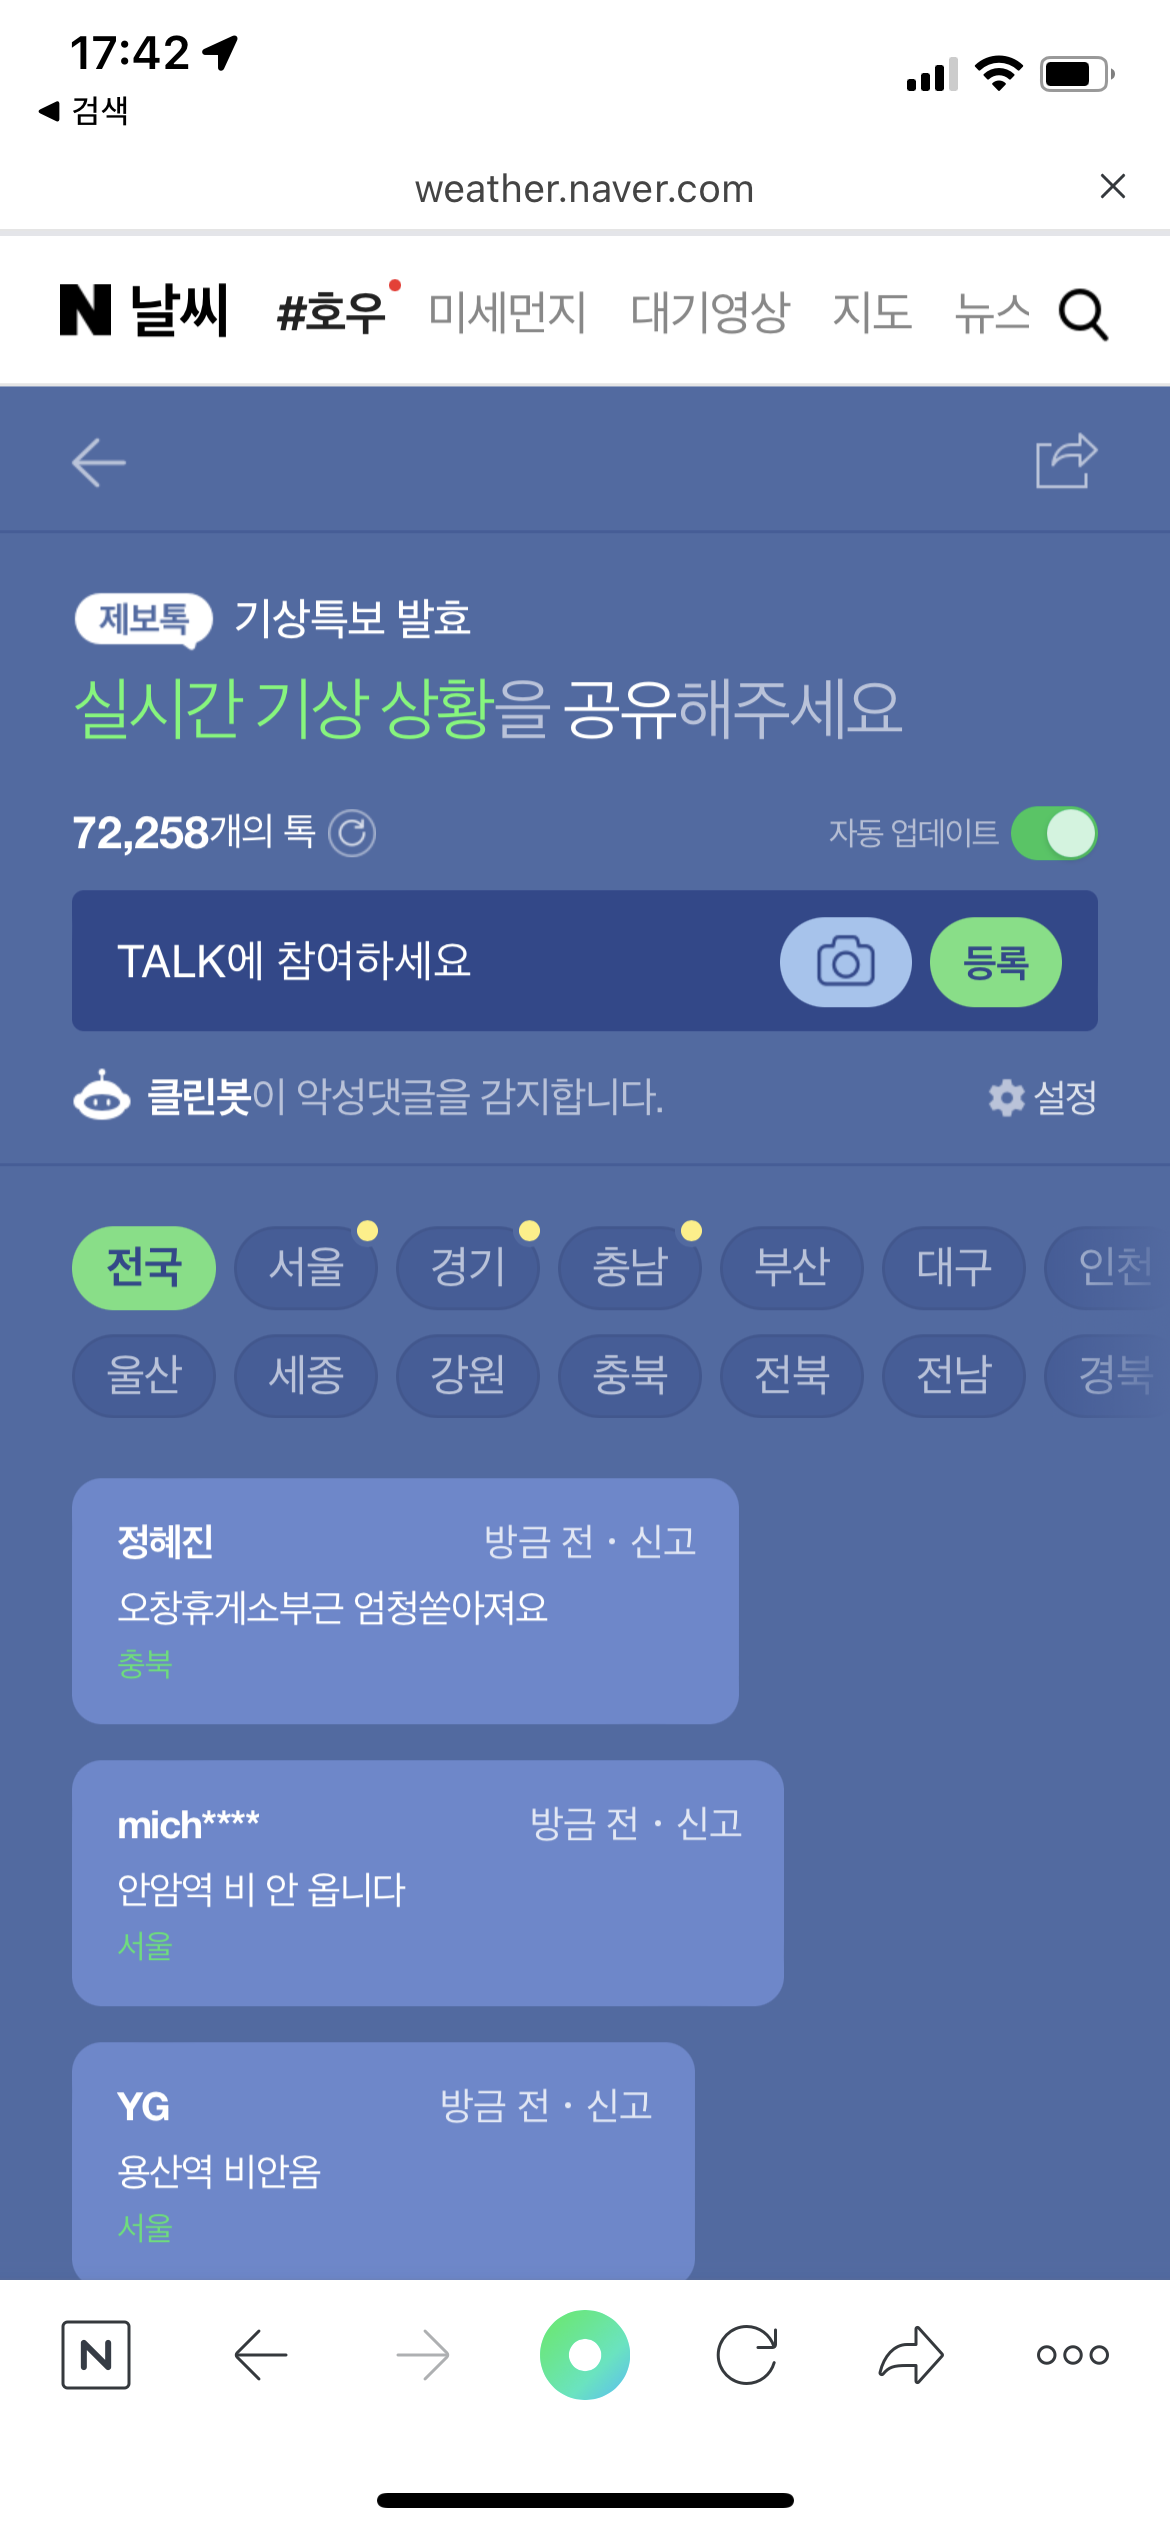 17:42
검색
weather.naver.com
N 날씨 #호우 미세먼지 대기영상 지도 뉴스
제보톡 기상특보 발효
실시간 기상 상황을 공유해주세요
72,258개의 톡 자동 업데이트
TALK에 참여하세요 등록
클린봇이 악성댓글을 감지합니다. 설정
전국 서울 경기 충남 부산 대구 인천
울산 세종 강원 충북 전북 전남 경북
정혜진 방금 전 · 신고
오창휴게소부근 엄청쏟아져요
충북
mich**** 방금 전 · 신고
안암역 비 안 옵니다
서울
YG 방금 전 · 신고
용산역 비안옴
서울
N